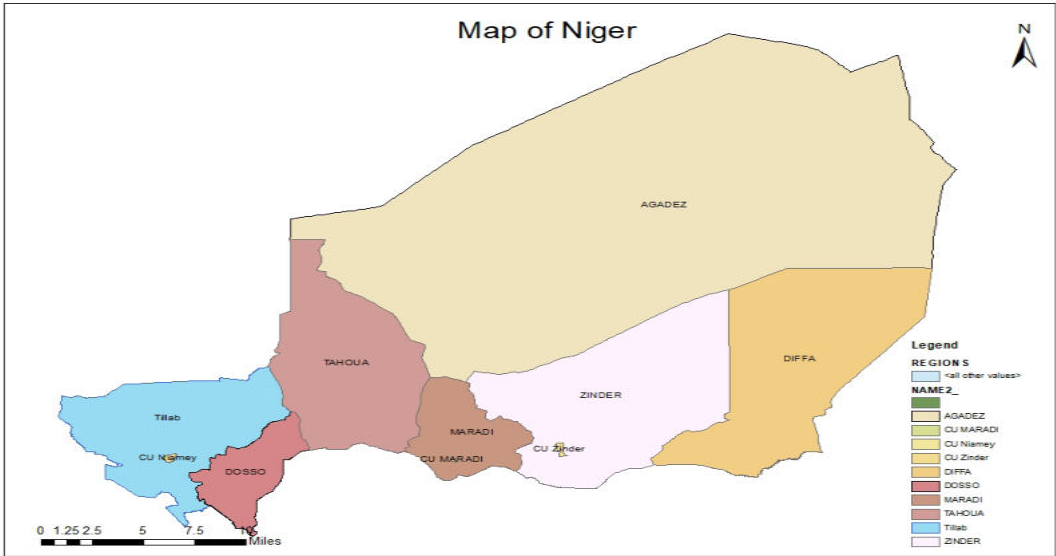 Map of Niger
N
AGADEZ
DIFFA
TAHOUA
ZINDER
Tillab
MARADI
CU Niamey
CU Zinder
CU MARADI
DOSSO
0 1.25 2.5 5 7.5 10
Miles
Legend
REGIONS
<all other values>
NAME2_
AGADEZ
CU MARADI
CU Niamey
CU Zinder
DIFFA
DOSSO
MARADI
TAHOUA
Tillab
ZINDER